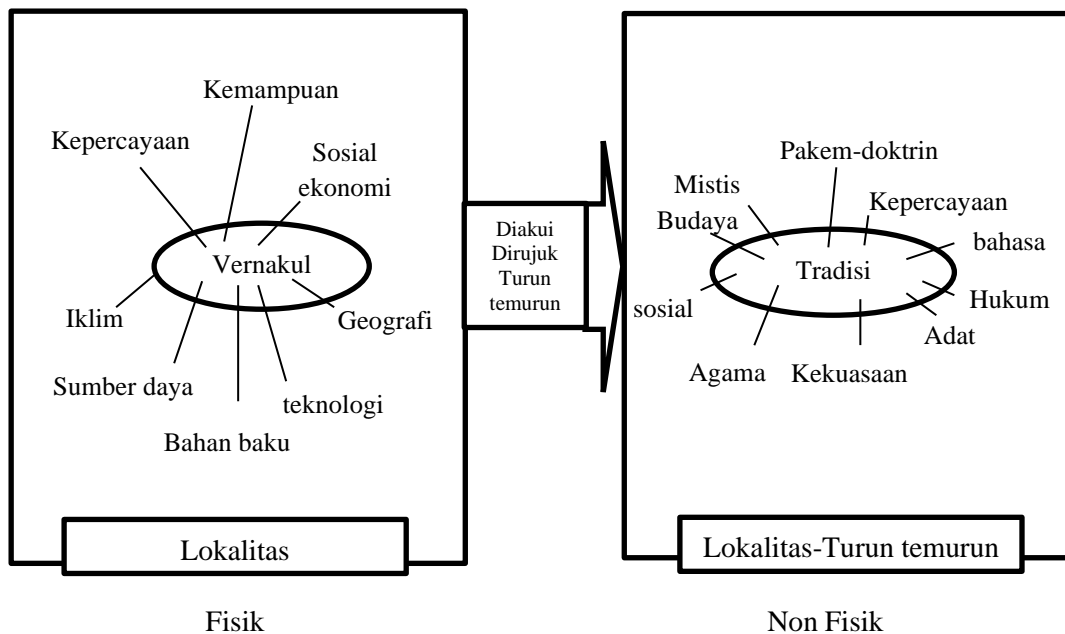 Kemampuan
Kepercayaan
Sosial
ekonomi
Vernakul
Iklim
Geografi
Sumber daya
teknologi
Bahan baku
Lokalitas
Fisik
Diakui
Dirujuk
Turun
temurun
Pakem-doktrin
Mistis
Kepercayaan
Budaya
bahasa
Tradisi
sosial
Hukum
Adat
Agama
Kekuasaan
Lokalitas-Turun temurun
Non Fisik